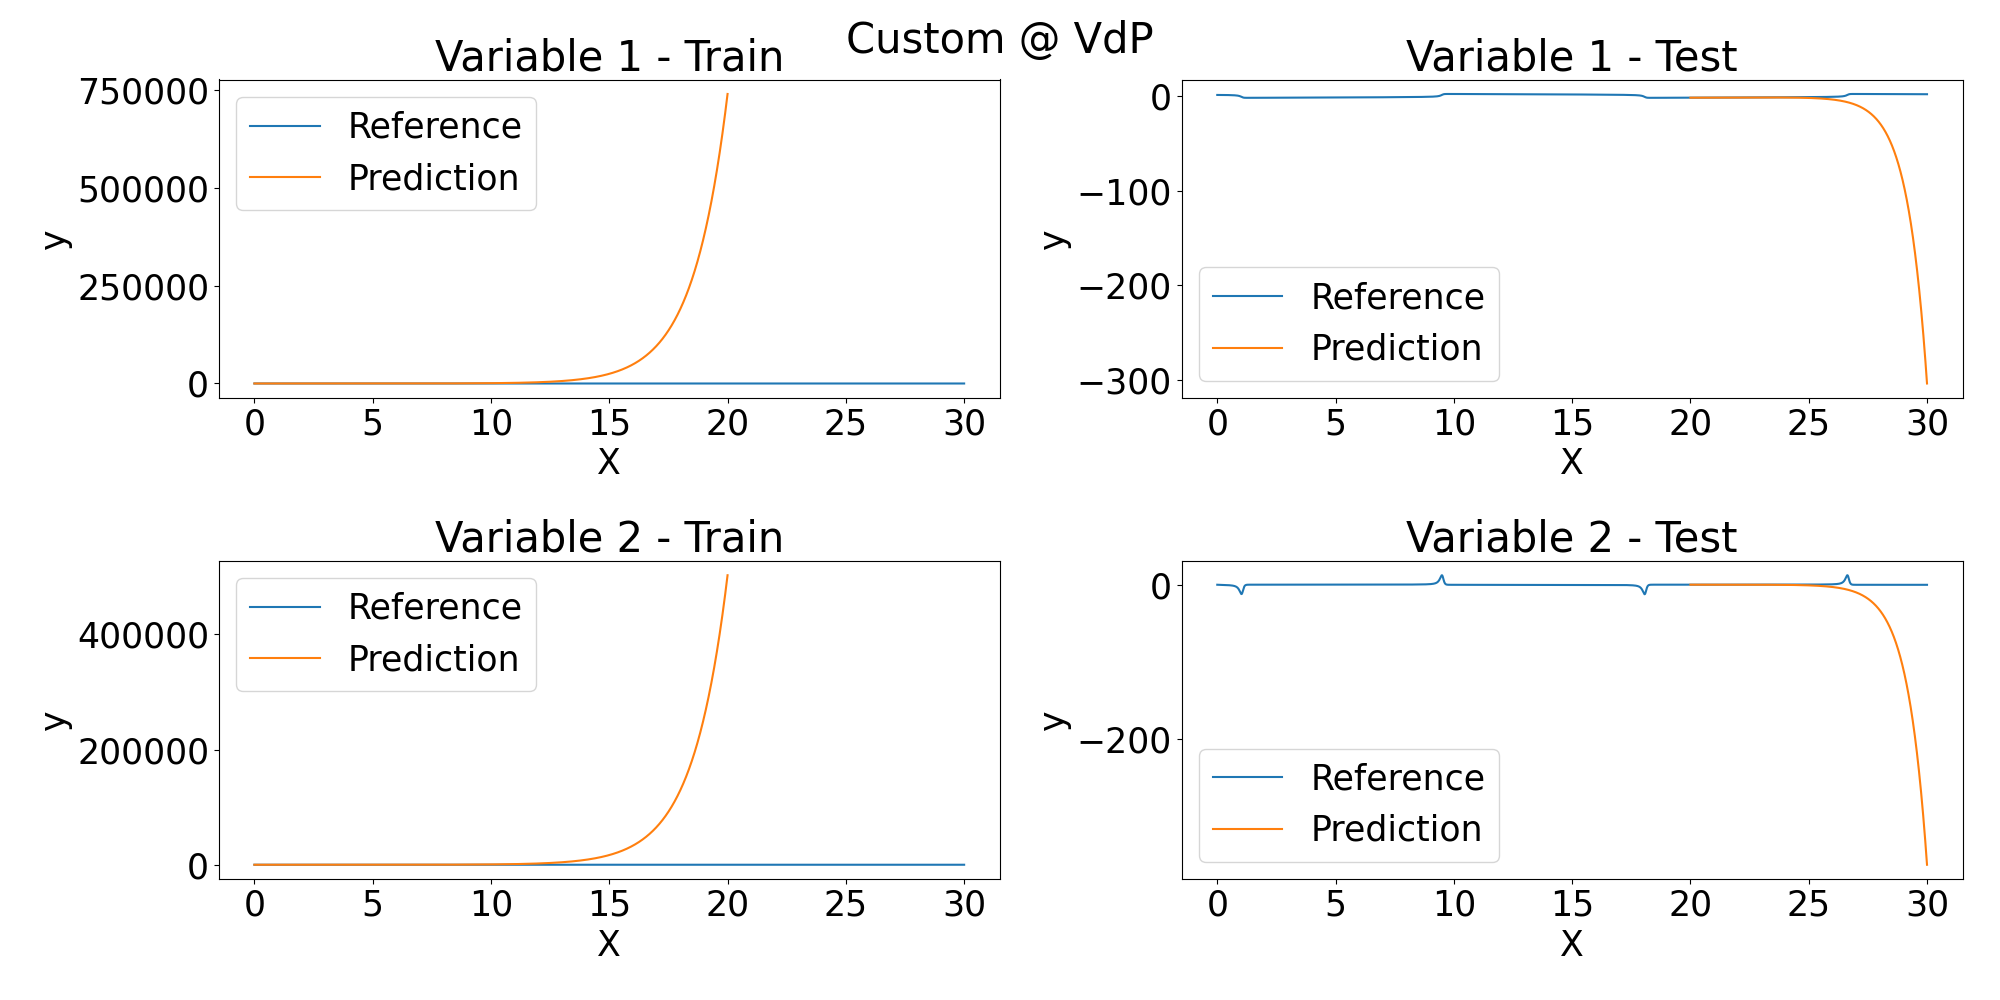 Custom @ VdP
Variable 1 - Train
750000
500000
250000
0
y
Reference
Prediction
0 5 10 15 20 25 30
X
Variable 1 - Test
0
−100
−200
−300
y
Reference
Prediction
0 5 10 15 20 25 30
X
Variable 2 - Train
400000
200000
0
y
Reference
Prediction
0 5 10 15 20 25 30
X
Variable 2 - Test
0
−200
y
Reference
Prediction
0 5 10 15 20 25 30
X